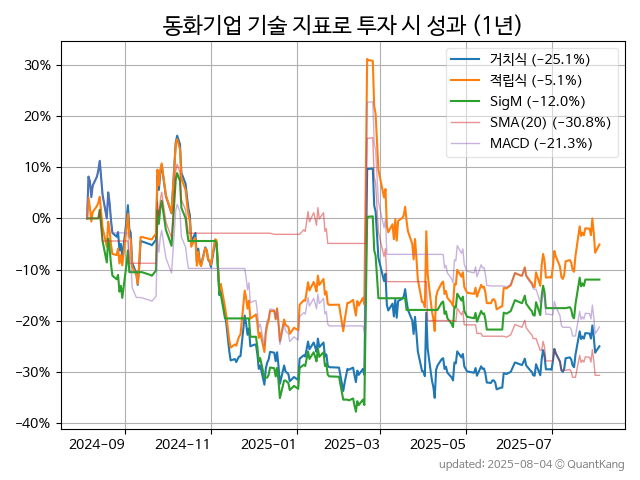 동화기업 기술 지표로 투자 시 성과 (1년)
거치식 (−25.1%)
적립식 (−5.1%)
SigM (−12.0%)
SMA(20) (−30.8%)
MACD (−21.3%)
30%
20%
10%
0%
−10%
−20%
−30%
−40%
2024-09 2024-11 2025-01 2025-03 2025-05 2025-07
updated: 2025-08-04 © QuantKang